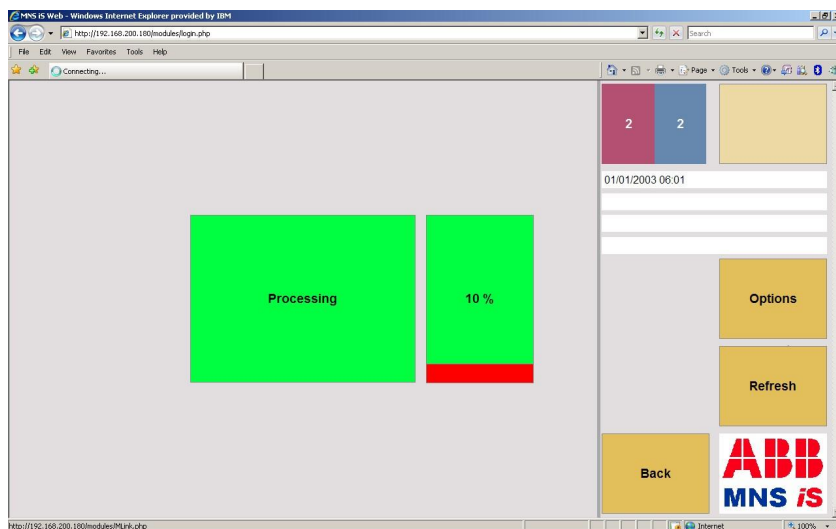 MNS iS Web - Windows Internet Explorer provided by IBM
http://192.168.200.180/modules/login.php
Search
File Edit View Favorites Tools Help
Connecting...
Page Tools
2 2
01/01/2003 06:01
Processing
10 %
Options
Refresh
Back
ABB
MNS iS
http://192.168.200.180/modules/MLink.php
Internet
100%